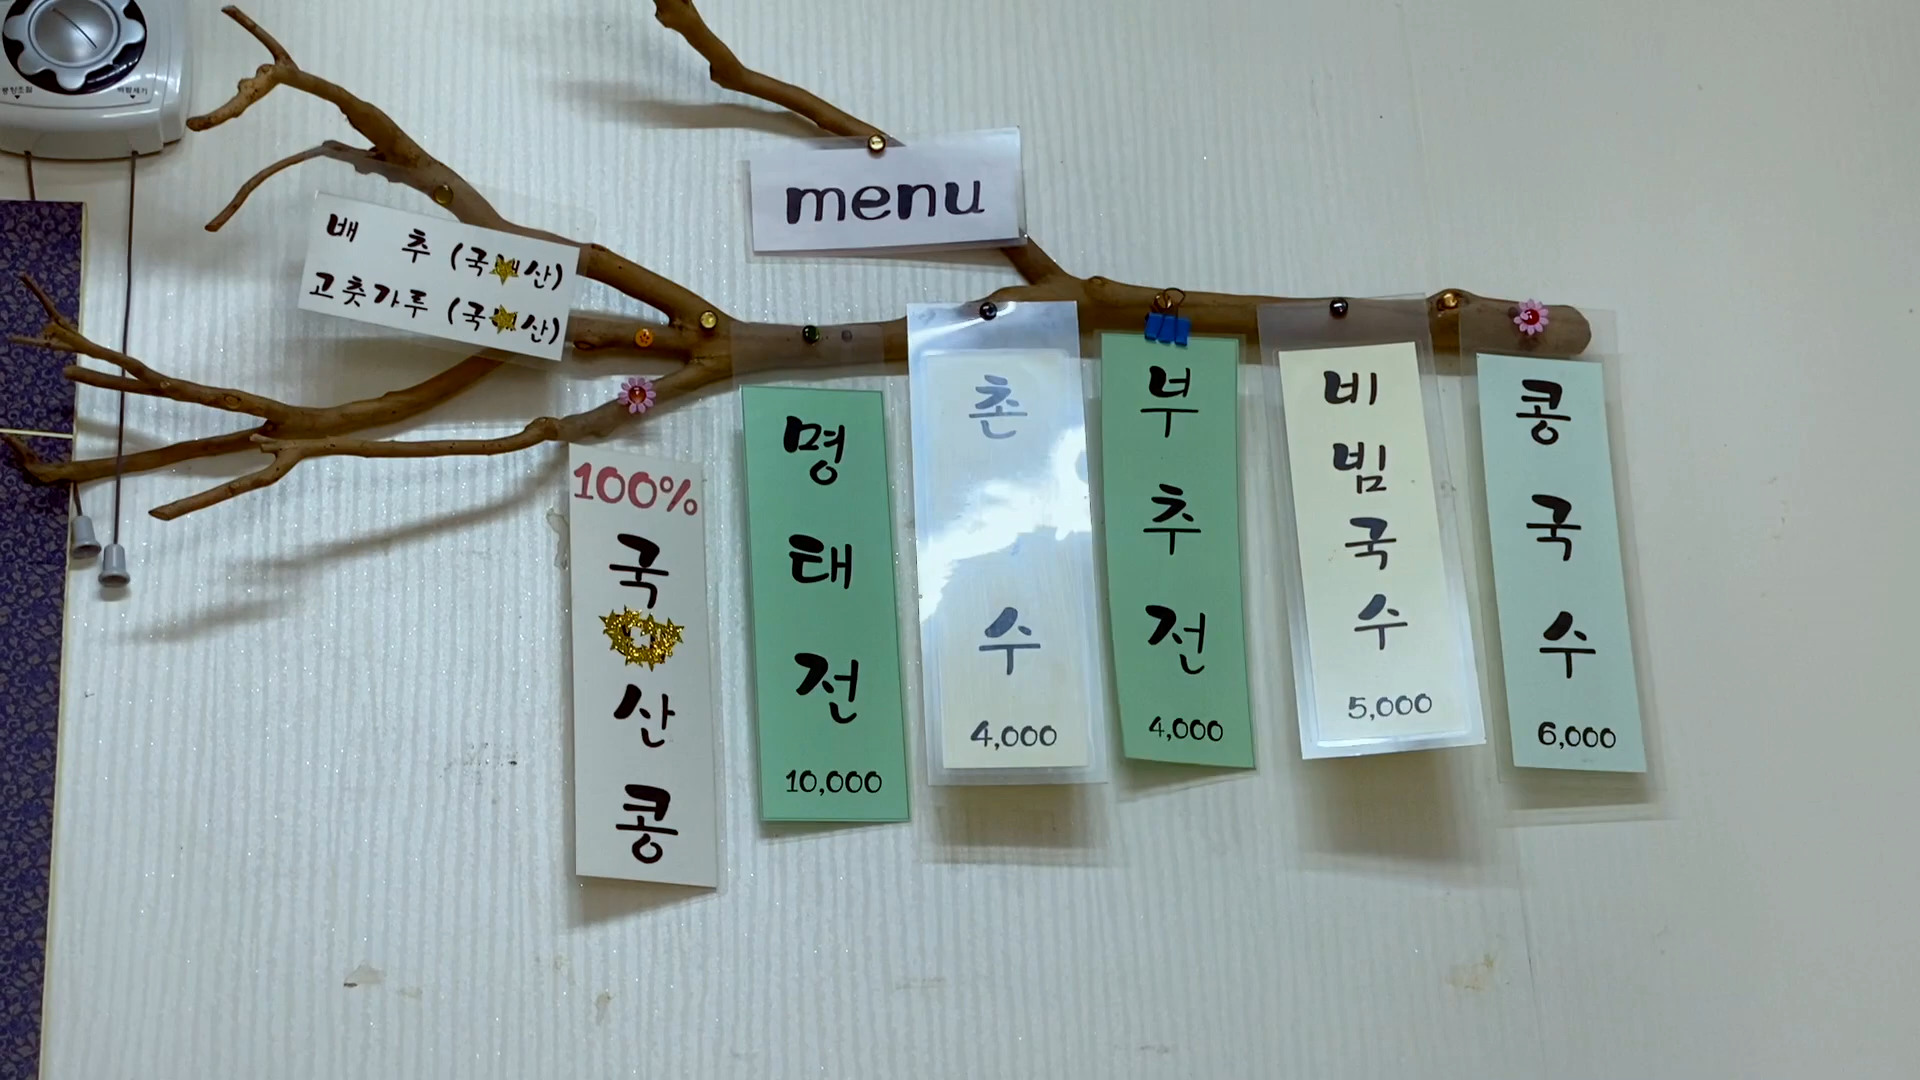 menu
배 추 (국 산)
고춧가루 (국 산)
100%
국
산
콩
명
태
전
10,000
촌
수
4,000
부
추
전
4,000
비
빔
국
수
5,000
콩
국
수
6,000